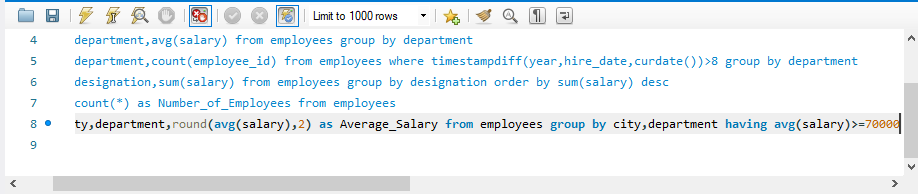 Limit to 1000 rows
4 department,avg(salary) from employees group by department
5 department,count(employee_id) from employees where timestampdiff(year,hire_date,curdate())>8 group by department
6 designation,sum(salary) from employees group by designation order by sum(salary) desc
7 count(*) as Number_of_Employees from employees
8 ty,department,round(avg(salary),2) as Average_Salary from employees group by city,department having avg(salary)>=70000
9